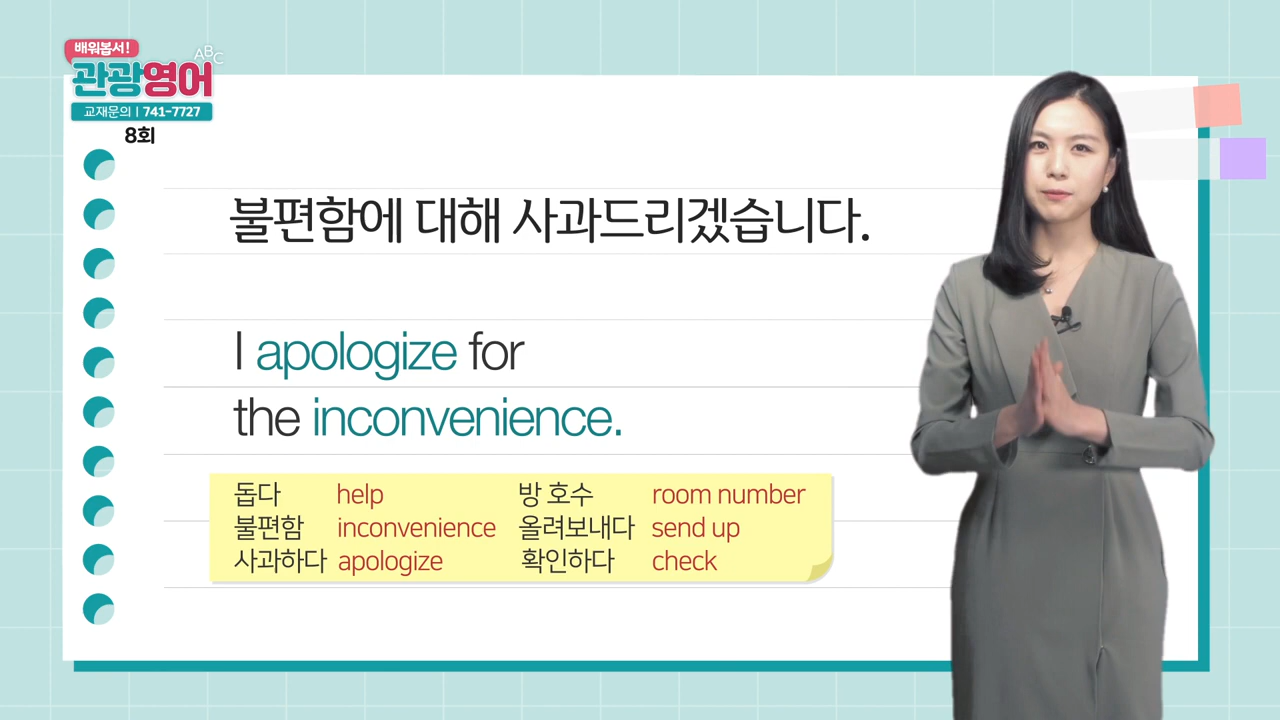 배워봅서!
ABC
관광영어
교재문의 | 741-7727
8회
불편함에 대해 사과드리겠습니다.
I apologize for
the inconvenience.
돕다 help 방 호수 room number
불편함 inconvenience 올려보내다 send up
사과하다 apologize 확인하다 check